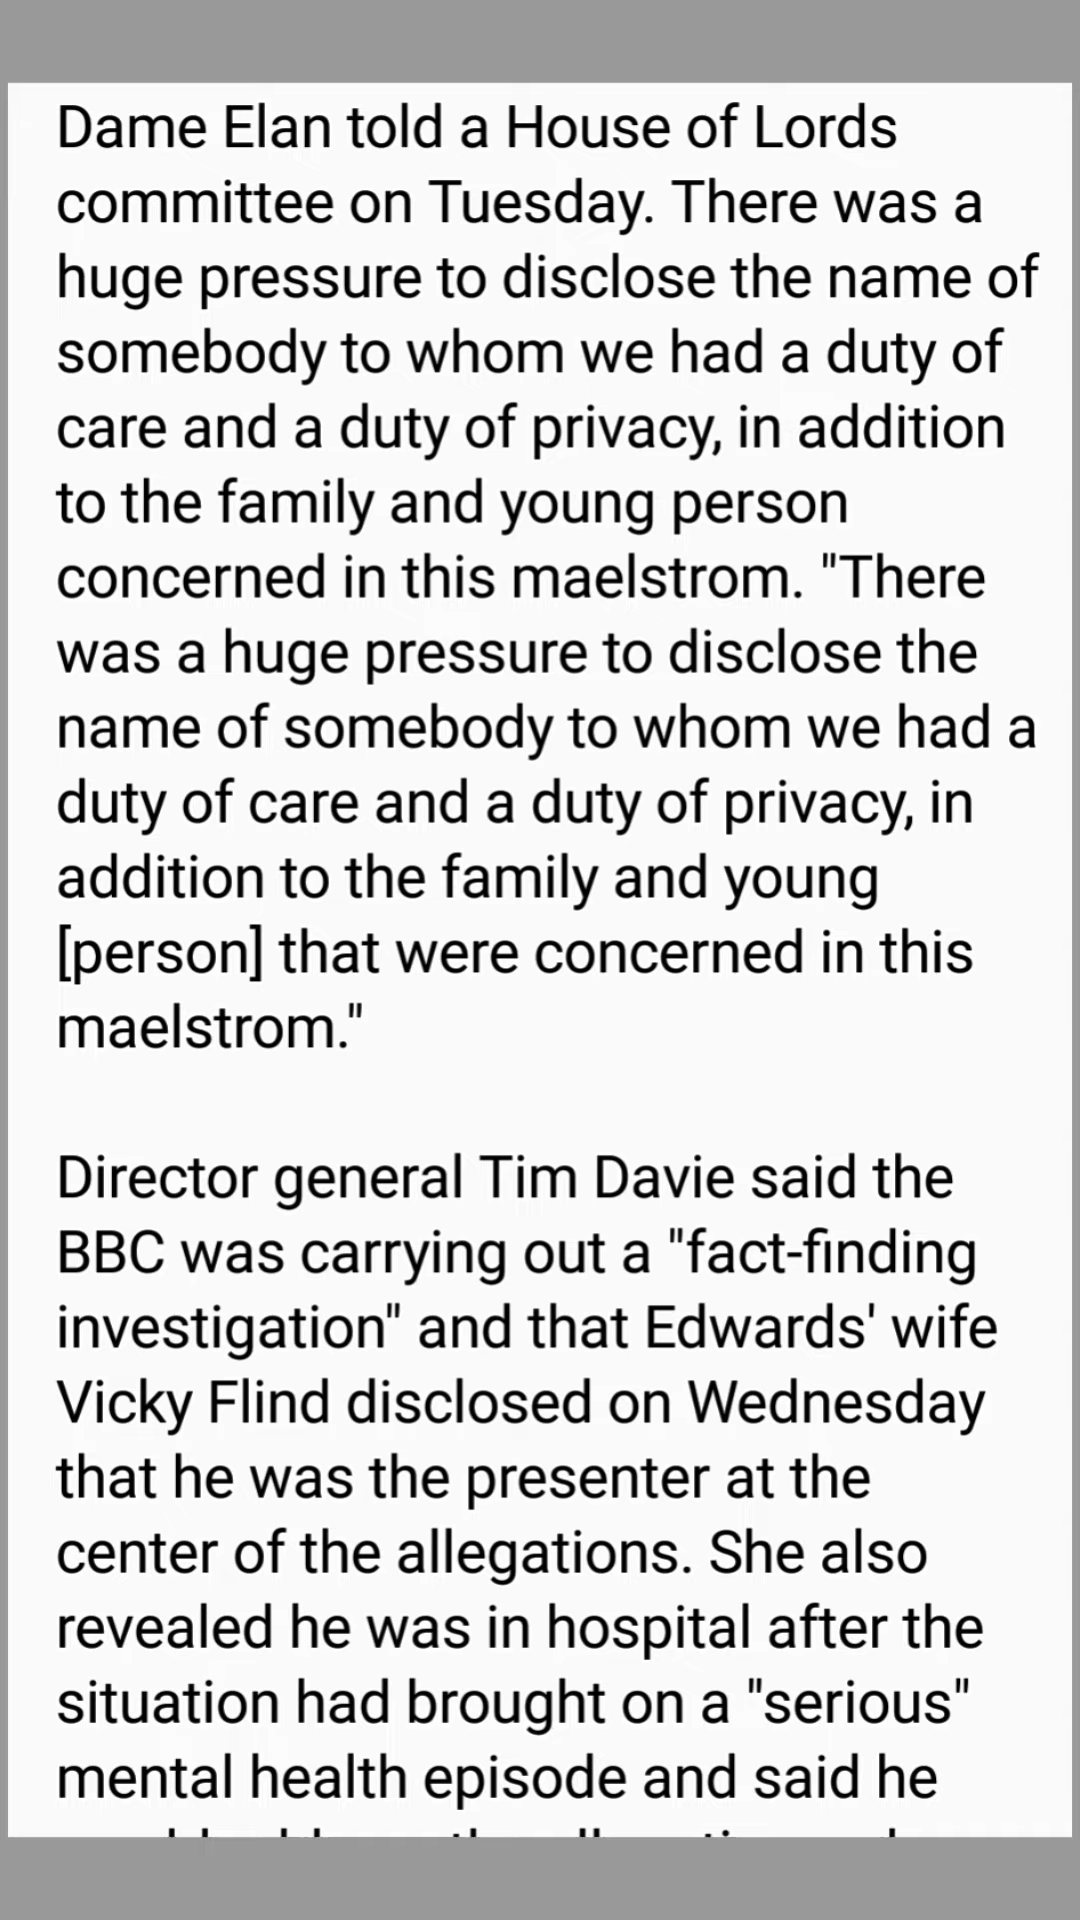 Dame Elan told a House of Lords
committee on Tuesday. There was a
huge pressure to disclose the name of
somebody to whom we had a duty of
care and a duty of privacy, in addition
to the family and young person
concerned in this maelstrom. "There
was a huge pressure to disclose the
name of somebody to whom we had a
duty of care and a duty of privacy, in
addition to the family and young
[person] that were concerned in this
maelstrom."
Director general Tim Davie said the
BBC was carrying out a "fact-finding
investigation" and that Edwards' wife
Vicky Flind disclosed on Wednesday
that he was the presenter at the
center of the allegations. She also
revealed he was in hospital after the
situation had brought on a "serious"
mental health episode and said he